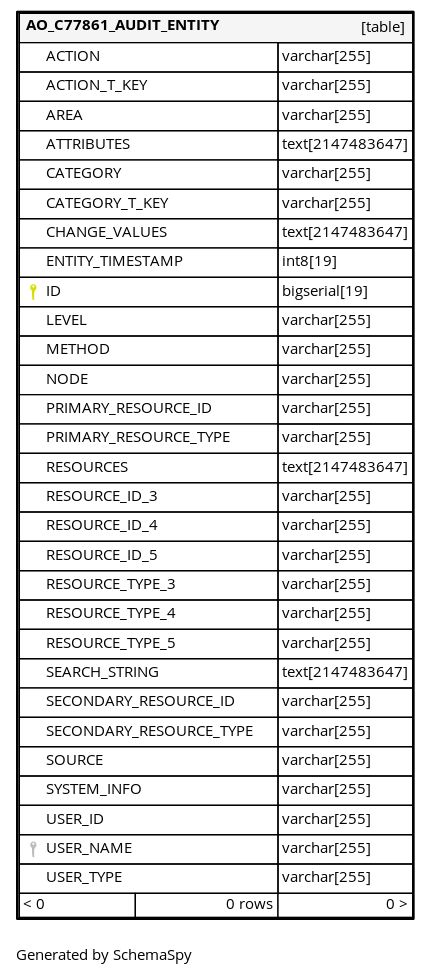 AO_C77861_AUDIT_ENTITY [table]
ACTION varchar[255]
ACTION_T_KEY varchar[255]
AREA varchar[255]
ATTRIBUTES text[2147483647]
CATEGORY varchar[255]
CATEGORY_T_KEY varchar[255]
CHANGE_VALUES text[2147483647]
ENTITY_TIMESTAMP int8[19]
ID bigserial[19]
LEVEL varchar[255]
METHOD varchar[255]
NODE varchar[255]
PRIMARY_RESOURCE_ID varchar[255]
PRIMARY_RESOURCE_TYPE varchar[255]
RESOURCES text[2147483647]
RESOURCE_ID_3 varchar[255]
RESOURCE_ID_4 varchar[255]
RESOURCE_ID_5 varchar[255]
RESOURCE_TYPE_3 varchar[255]
RESOURCE_TYPE_4 varchar[255]
RESOURCE_TYPE_5 varchar[255]
SEARCH_STRING text[2147483647]
SECONDARY_RESOURCE_ID varchar[255]
SECONDARY_RESOURCE_TYPE varchar[255]
SOURCE varchar[255]
SYSTEM_INFO varchar[255]
USER_ID varchar[255]
USER_NAME varchar[255]
USER_TYPE varchar[255]
< 0 0 rows 0 >
Generated by SchemaSpy